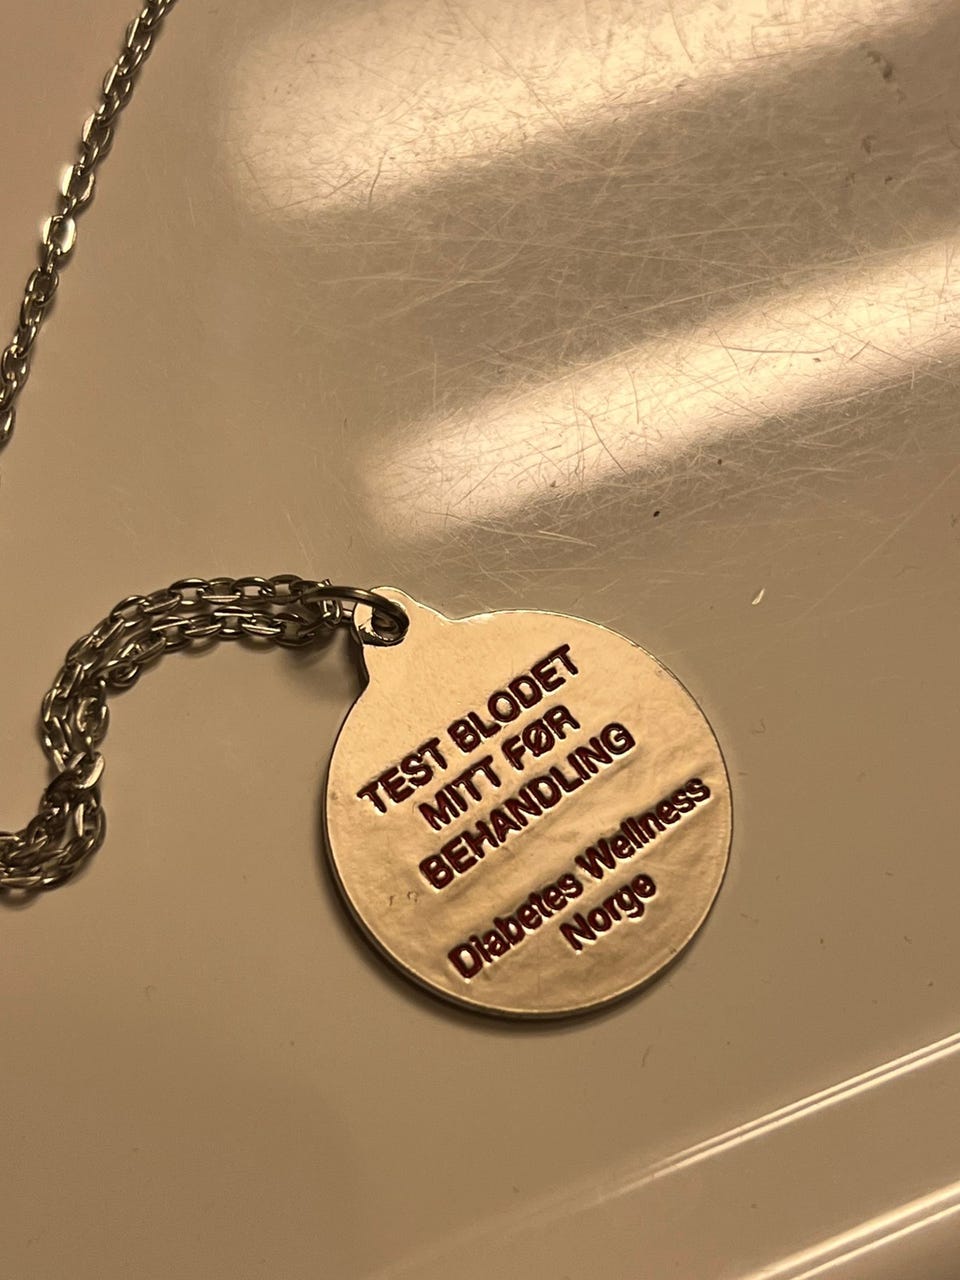 TEST BLODET
MITT FØR
BEHANDLING
Diabetes Wellness
Norge